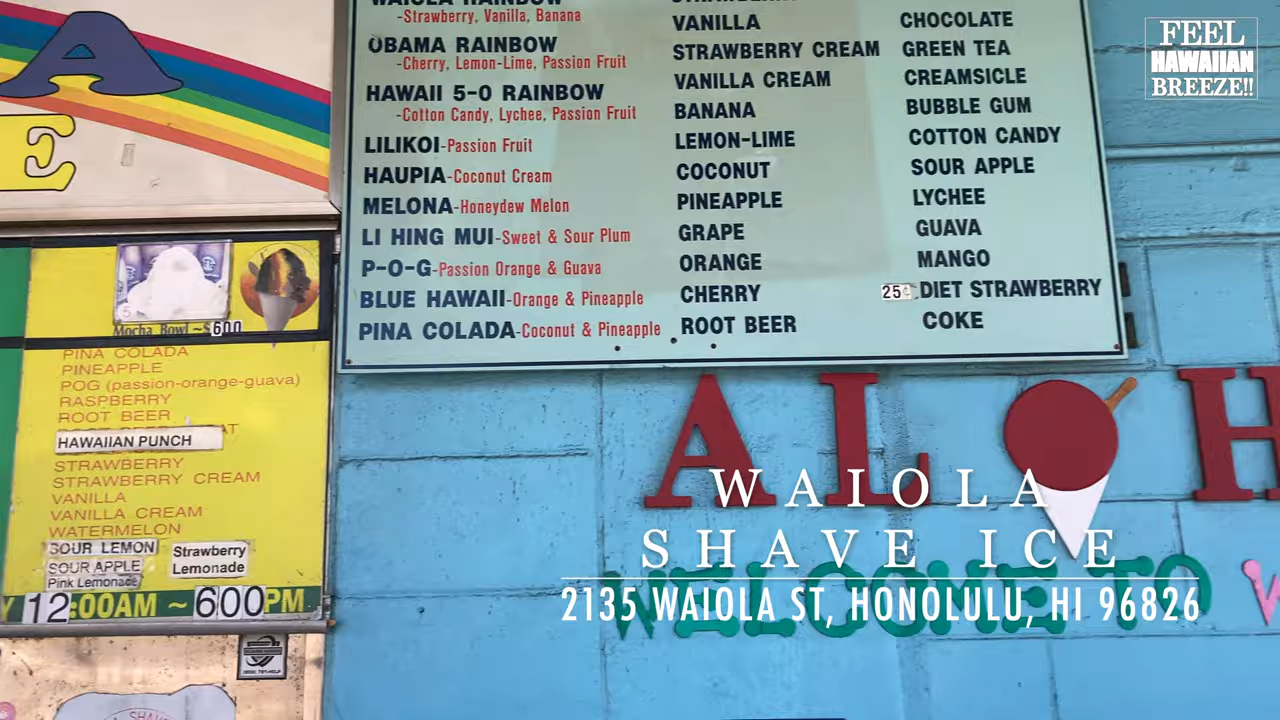 A
E
Mocha Bowl ~$600
PINA COLADA
PINEAPPLE
POG (passion-orange-guava)
RASPBERRY
ROOT BEER
HAWAIIAN PUNCH
STRAWBERRY
STRAWBERRY CREAM
VANILLA
VANILLA CREAM
WATERMELON
SOUR LEMON
SOUR APPLE
Pink Lemonade
Strawberry
Lemonade
Y 12:00AM ~ 600PM
WAIOLA RAINBOW
-Strawberry, Vanilla, Banana
OBAMA RAINBOW
-Cherry, Lemon-Lime, Passion Fruit
HAWAII 5-0 RAINBOW
-Cotton Candy, Lychee, Passion Fruit
LILIKOI-Passion Fruit
HAUPIA-Coconut Cream
MELONA-Honeydew Melon
LI HING MUI-Sweet & Sour Plum
P-O-G-Passion Orange & Guava
BLUE HAWAII-Orange & Pineapple
PINA COLADA-Coconut & Pineapple
STRAWBERRY
VANILLA
STRAWBERRY CREAM
VANILLA CREAM
BANANA
LEMON-LIME
COCONUT
PINEAPPLE
GRAPE
ORANGE
CHERRY
ROOT BEER
CHOCOLATE
GREEN TEA
CREAMSICLE
BUBBLE GUM
COTTON CANDY
SOUR APPLE
LYCHEE
GUAVA
MANGO
25¢ DIET STRAWBERRY
COKE
FEEL
HAWAIIAN
BREEZE!!
AL H
WAIOLA
SHAVE ICE
WELCOME TO
2135 WAIOLA ST, HONOLULU, HI 96826